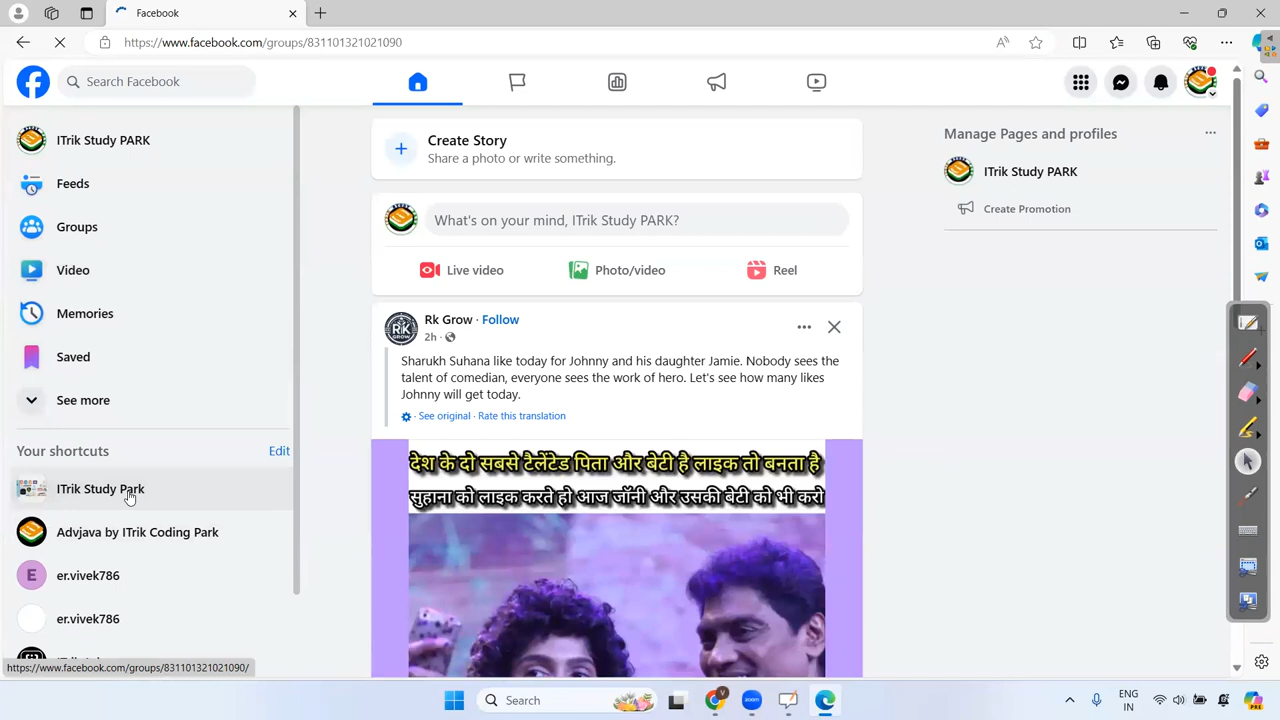 Facebook
https://www.facebook.com/groups/831101321021090
Search Facebook
ITrik Study PARK
Feeds
Groups
Video
Memories
Saved
See more
Your shortcuts
Edit
ITrik Study Park
Advjava by ITrik Coding Park
E
er.vivek786
er.vivek786
https://www.facebook.com/groups/831101321021090/
Create Story
Share a photo or write something.
What's on your mind, ITrik Study PARK?
Live video
Photo/video
Reel
RK
GROW
Rk Grow · Follow
2h ·
Sharukh Suhana like today for Johnny and his daughter Jamie. Nobody sees the
talent of comedian, everyone sees the work of hero. Let's see how many likes
Johnny will get today.
· See original · Rate this translation
देश के दो सबसे टैलेंटेड पिता और बेटी है लाइक तो बनता है
सुहाना को लाइक करते हो आज जॉनी और उसकी बेटी को भी करो
Manage Pages and profiles
ITrik Study PARK
Create Promotion
Search
V
zoom
ENG
IN
PRE